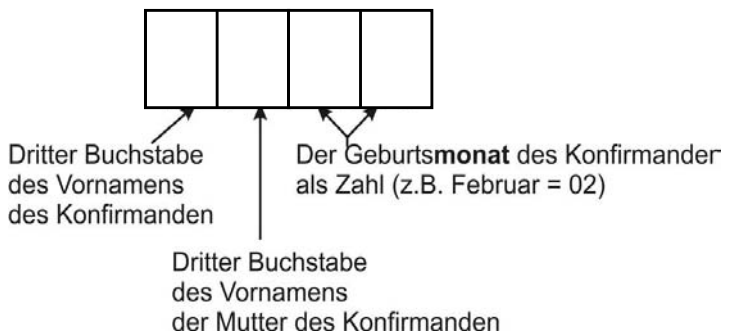 Dritter Buchstabe
des Vornamens
des Konfirmanden
Der Geburtsmonat des Konfirmanden
als Zahl (z.B. Februar = 02)
Dritter Buchstabe
des Vornamens
der Mutter des Konfirmanden